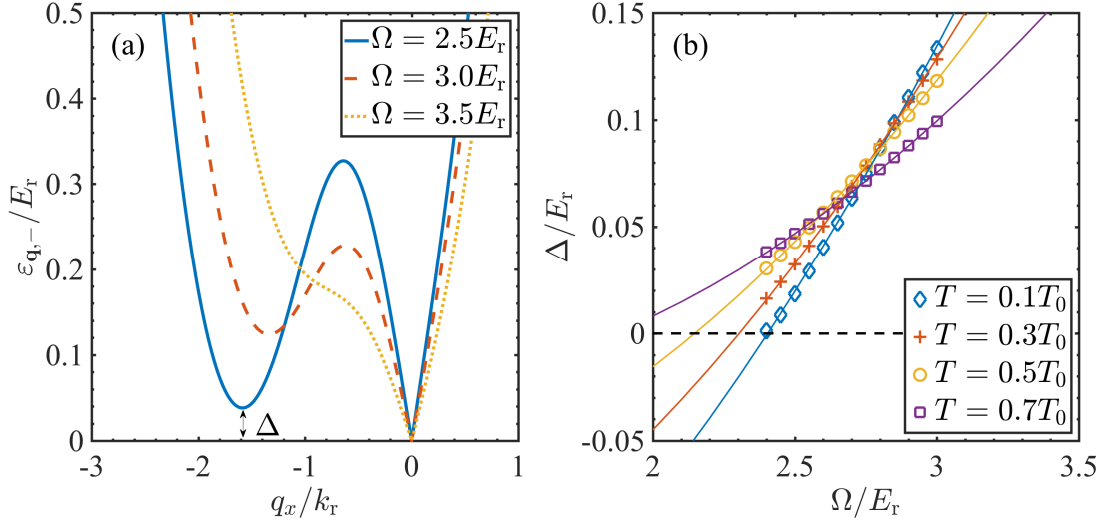 (a)
Ω = 2.5E_r
Ω = 3.0E_r
Ω = 3.5E_r
0.5
0.4
0.3
0.2
0.1
0
ε_{q,−}/E_r
Δ
-3 -2 -1 0 1
q_x/k_r
(b)
0.15
0.1
0.05
0
-0.05
Δ/E_r
T = 0.1T_0
T = 0.3T_0
T = 0.5T_0
T = 0.7T_0
2 2.5 3 3.5
Ω/E_r